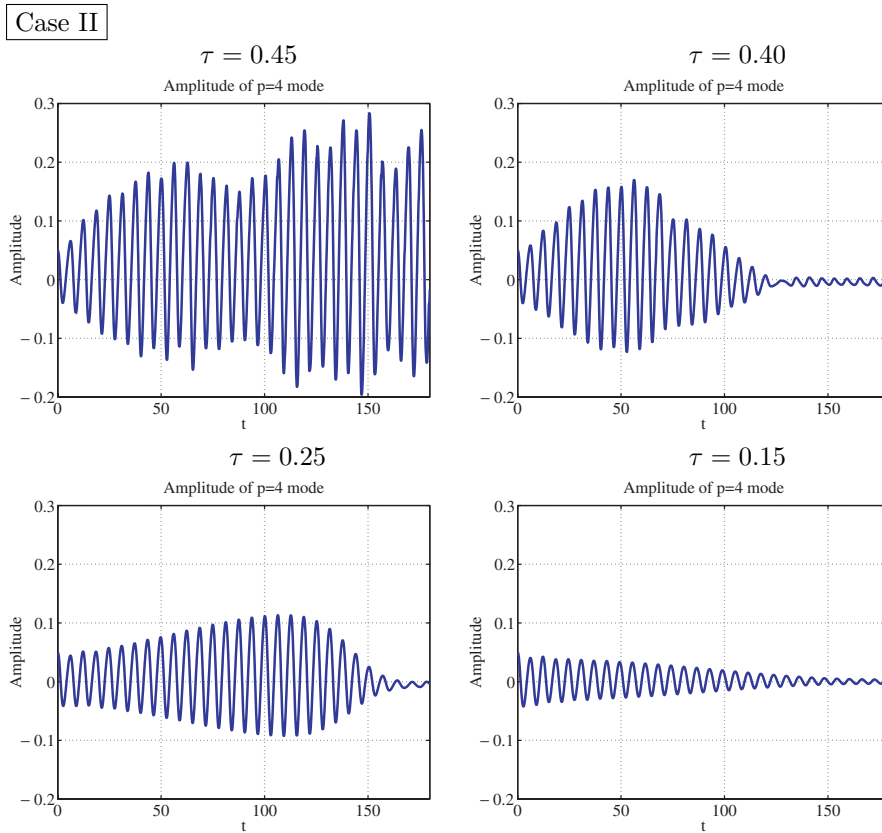 Case II
τ = 0.45
Amplitude of p=4 mode
0.3
0.2
0.1
0
−0.1
−0.2
Amplitude
0 50 100 150
t
τ = 0.40
Amplitude of p=4 mode
0.3
0.2
0.1
0
−0.1
−0.2
Amplitude
0 50 100 150
t
τ = 0.25
Amplitude of p=4 mode
0.3
0.2
0.1
0
−0.1
−0.2
Amplitude
0 50 100 150
t
τ = 0.15
Amplitude of p=4 mode
0.3
0.2
0.1
0
−0.1
−0.2
Amplitude
0 50 100 150
t